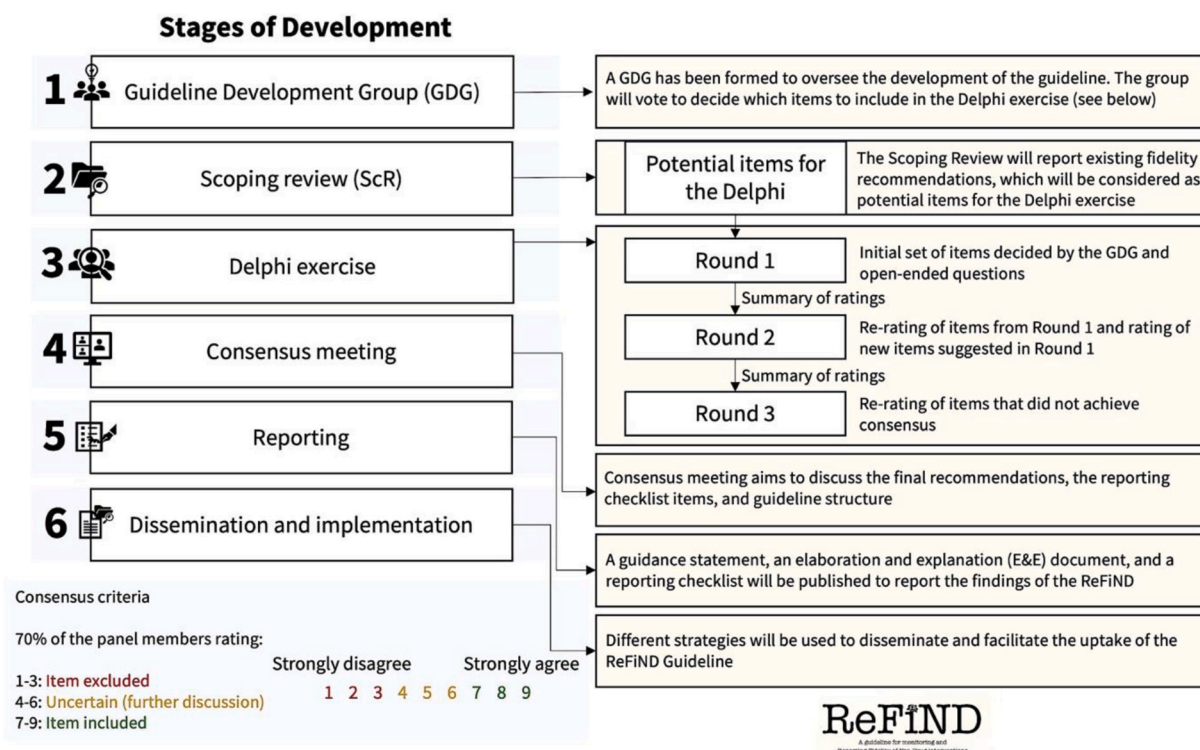 Stages of Development
1
Guideline Development Group (GDG)
A GDG has been formed to oversee the development of the guideline. The group
will vote to decide which items to include in the Delphi exercise (see below)
2
Scoping review (ScR)
Potential items for
the Delphi
The Scoping Review will report existing fidelity
recommendations, which will be considered as
potential items for the Delphi exercise
3
Delphi exercise
Round 1
Initial set of items decided by the GDG and
open-ended questions
Summary of ratings
Round 2
Re-rating of items from Round 1 and rating of
new items suggested in Round 1
Summary of ratings
Round 3
Re-rating of items that did not achieve
consensus
4
Consensus meeting
Consensus meeting aims to discuss the final recommendations, the reporting
checklist items, and guideline structure
5
Reporting
A guidance statement, an elaboration and explanation (E&E) document, and a
reporting checklist will be published to report the findings of the ReFiND
6
Dissemination and implementation
Different strategies will be used to disseminate and facilitate the uptake of the
ReFiND Guideline
Consensus criteria
70% of the panel members rating:
1-3: Item excluded
4-6: Uncertain (further discussion)
7-9: Item included
Strongly disagree Strongly agree
1 2 3 4 5 6 7 8 9
ReFiND
A guideline for monitoring and